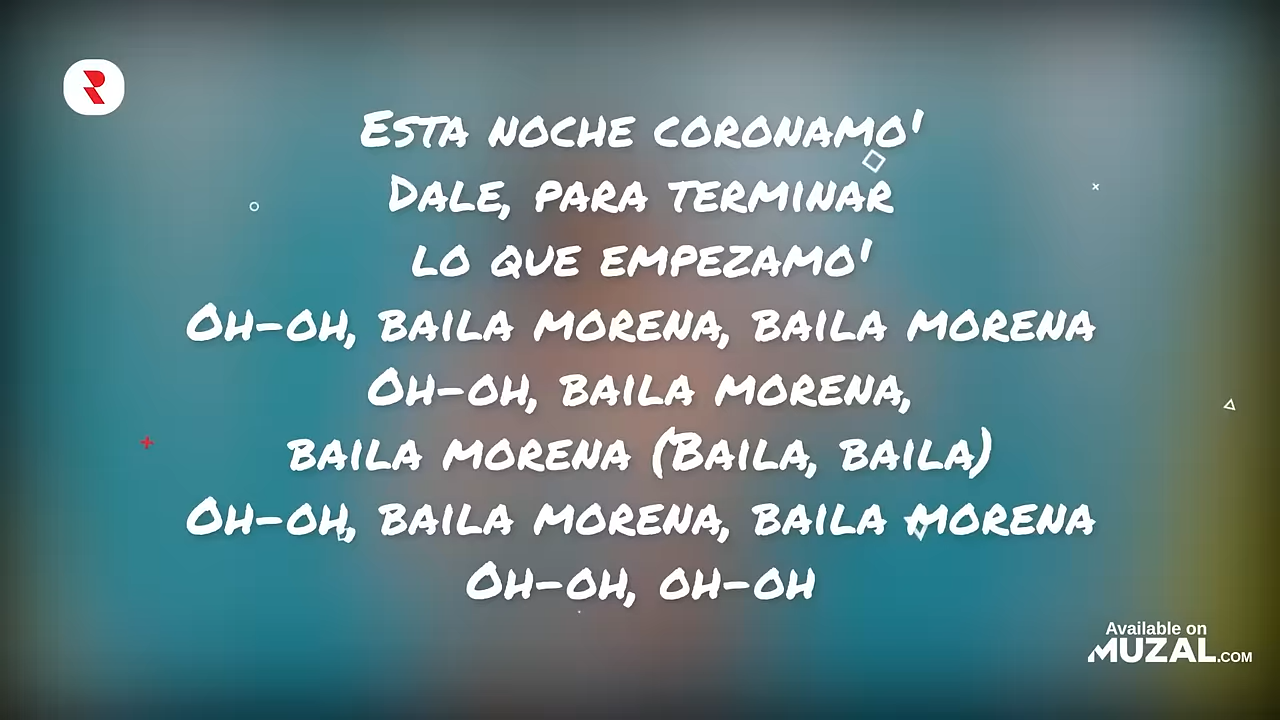 Esta noche coronamo'
Dale, para terminar
lo que empezamo'
Oh-oh, baila morena, baila morena
Oh-oh, baila morena,
baila morena (Baila, baila)
Oh-oh, baila morena, baila morena
Oh-oh, oh-oh
Available on
MUZAL.COM